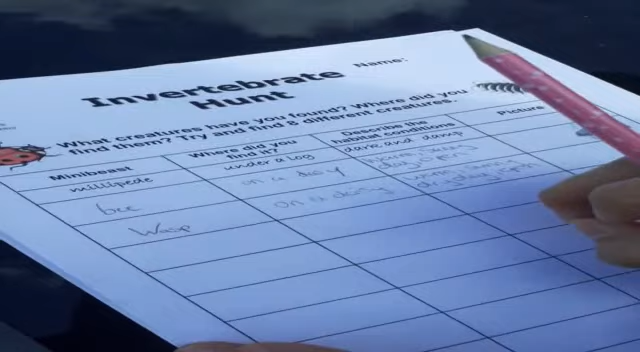 Invertebrate
Hunt
Name:
What creatures have you found? Where did you
find them? Try and find 8 different creatures.
Minibeast
Where did you
find it?
Describe the
habitat conditions
Picture
millipede
under a log
dark and damp
bee
on a daisy
Wasp
on a daisy